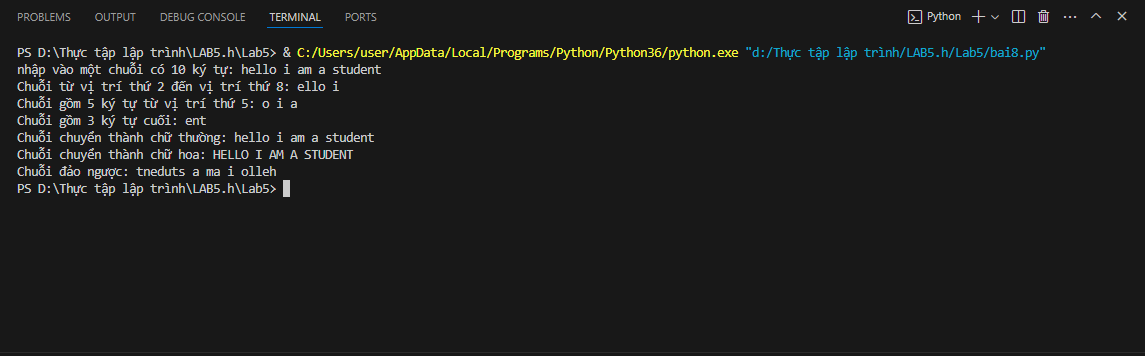 PROBLEMS OUTPUT DEBUG CONSOLE TERMINAL PORTS Python
PS D:\Thực tập lập trình\LAB5.h\Lab5> & C:/Users/user/AppData/Local/Programs/Python/Python36/python.exe "d:/Thực tập lập trình/LAB5.h/Lab5/bai8.py"
nhập vào một chuỗi có 10 ký tự: hello i am a student
Chuỗi từ vị trí thứ 2 đến vị trí thứ 8: ello i
Chuỗi gồm 5 ký tự từ vị trí thứ 5: o i a
Chuỗi gồm 3 ký tự cuối: ent
Chuỗi chuyển thành chữ thường: hello i am a student
Chuỗi chuyển thành chữ hoa: HELLO I AM A STUDENT
Chuỗi đảo ngược: tneduts a ma i olleh
PS D:\Thực tập lập trình\LAB5.h\Lab5>